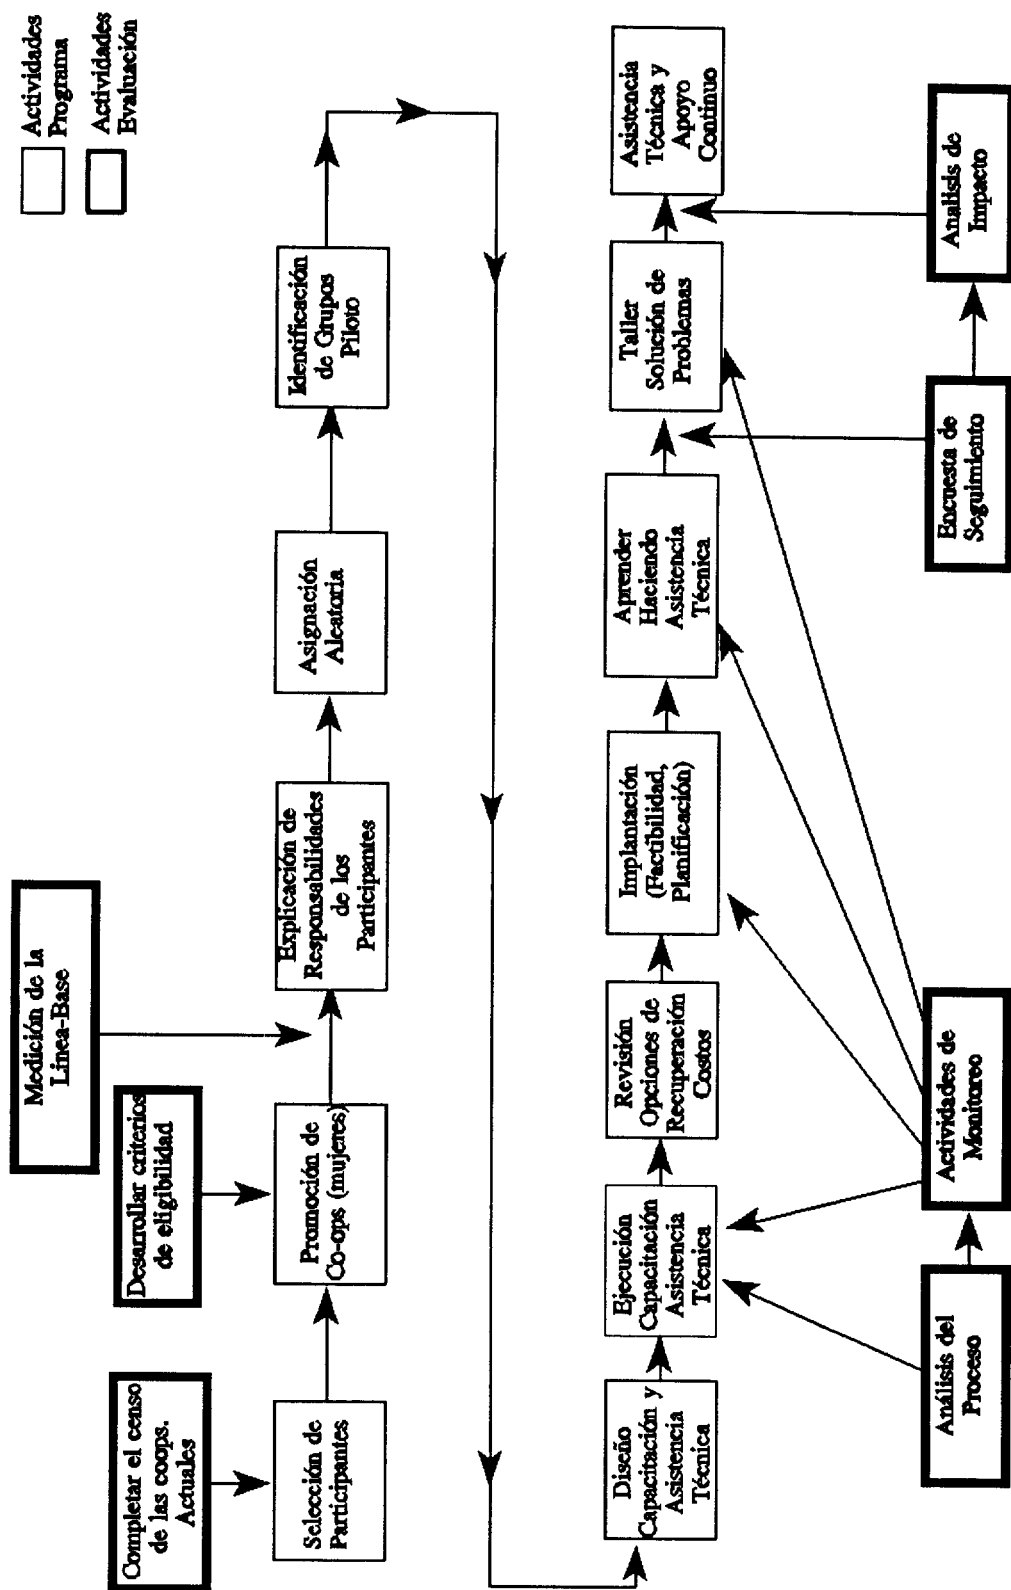 Actividades
Programa
Actividades
Evaluación
Completar el censo
de las coops.
Actuales
Desarrollar criterios
de eligibilidad
Medición de la
Línea-Base
Selección de
Participantes
Promoción de
Co-ops (mujeres)
Explicación de
Responsabilidades
de los
Participantes
Asignación
Aleatoria
Identificación
de Grupos
Piloto
Diseño
Capacitación y
Asistencia
Técnica
Ejecución
Capacitación
Asistencia
Técnica
Revisión
Opciones de
Recuperación
Costos
Implantación
(Factibilidad,
Planificación)
Aprender
Haciendo
Asistencia
Técnica
Taller
Solución de
Problemas
Asistencia
Técnica y
Apoyo
Continuo
Análisis del
Proceso
Actividades de
Monitoreo
Encuesta de
Seguimiento
Analisis de
Impacto